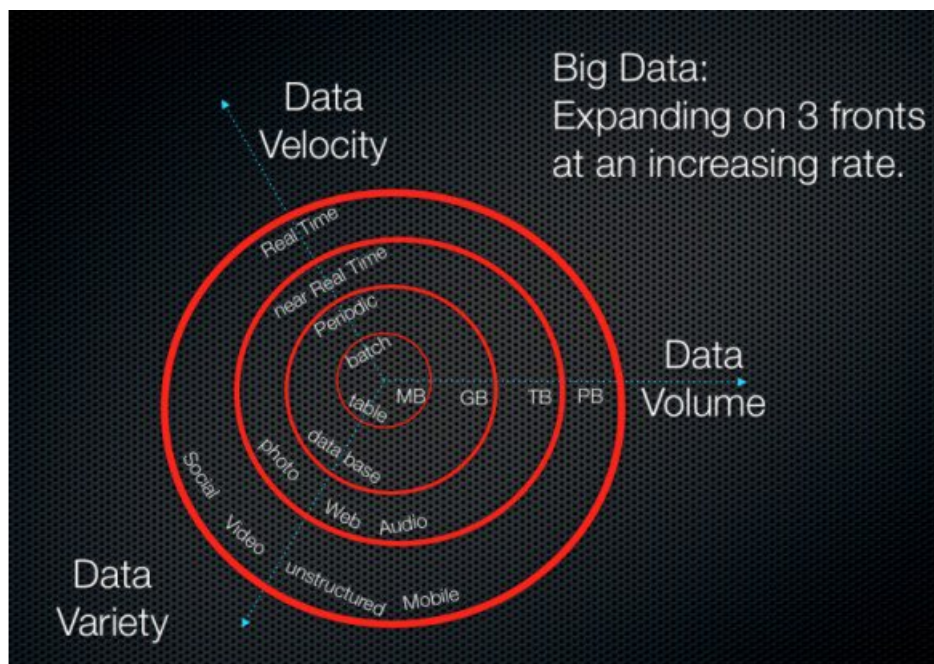 Big Data:
Expanding on 3 fronts
at an increasing rate.
Data
Velocity
Real Time
near Real Time
Periodic
batch
MB
GB
TB
PB
Data
Volume
table
data base
photo
Web
Audio
Social
Video
unstructured
Mobile
Data
Variety